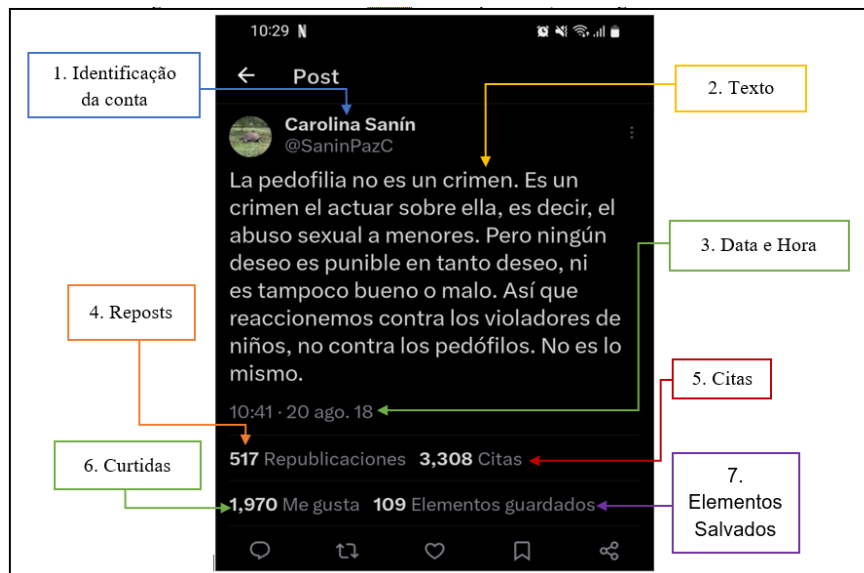 10:29 N
Post
1. Identificação
da conta
2. Texto
Carolina Sanín
@SaninPazC
La pedofilia no es un crimen. Es un
crimen el actuar sobre ella, es decir, el
abuso sexual a menores. Pero ningún
deseo es punible en tanto deseo, ni
es tampoco bueno o malo. Así que
reaccionemos contra los violadores de
niños, no contra los pedófilos. No es lo
mismo.
3. Data e Hora
4. Reposts
10:41 · 20 ago. 18
5. Citas
517 Republicaciones 3,308 Citas
6. Curtidas
1,970 Me gusta 109 Elementos guardados
7.
Elementos
Salvados